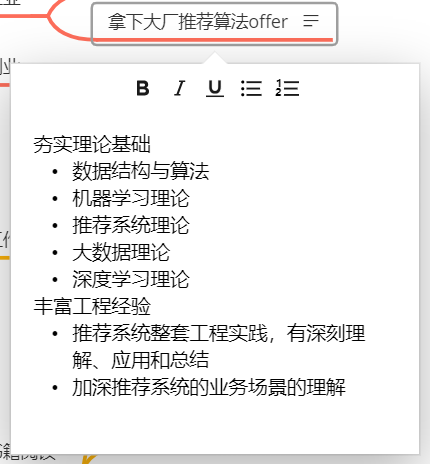 拿下大厂推荐算法offer
B I U
夯实理论基础
• 数据结构与算法
• 机器学习理论
• 推荐系统理论
• 大数据理论
• 深度学习理论
丰富工程经验
• 推荐系统整套工程实践，有深刻理
解、应用和总结
• 加深推荐系统的业务场景的理解